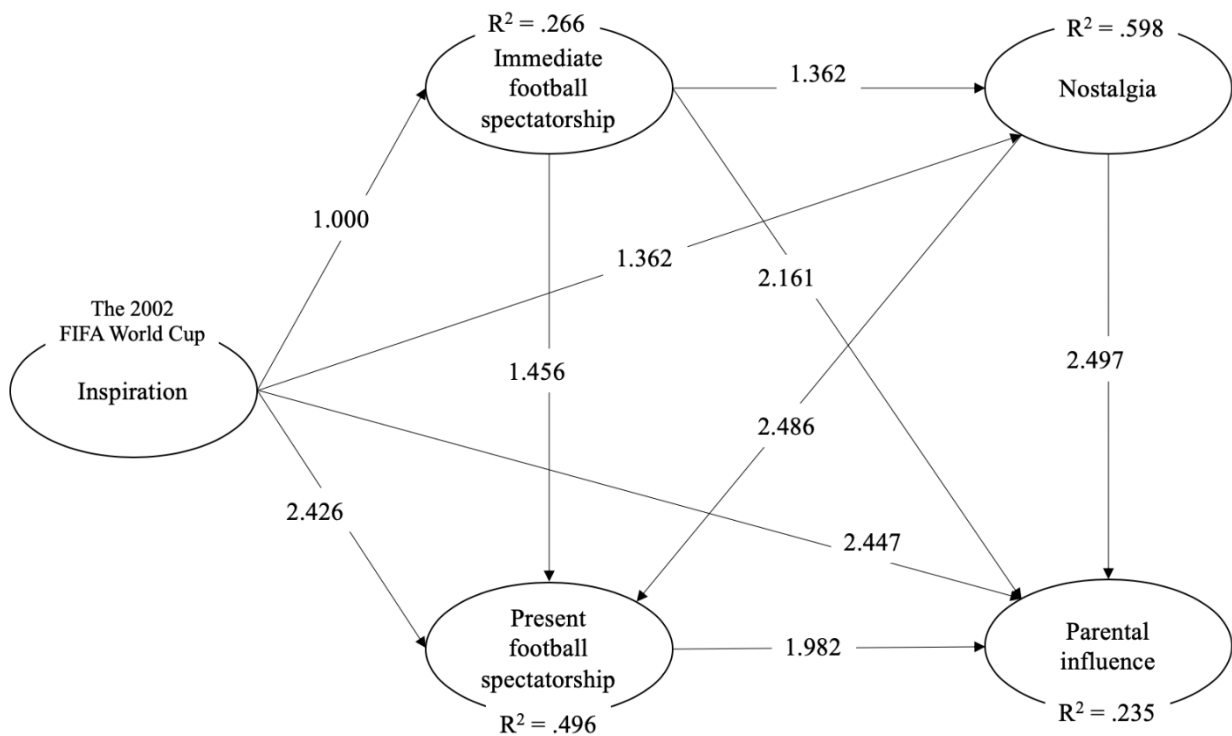 R² = .266
Immediate
football
spectatorship
1.362
R² = .598
Nostalgia
1.000
1.362
2.161
The 2002
FIFA World Cup
Inspiration
1.456
2.497
2.486
2.426
2.447
Present
football
spectatorship
R² = .496
1.982
Parental
influence
R² = .235